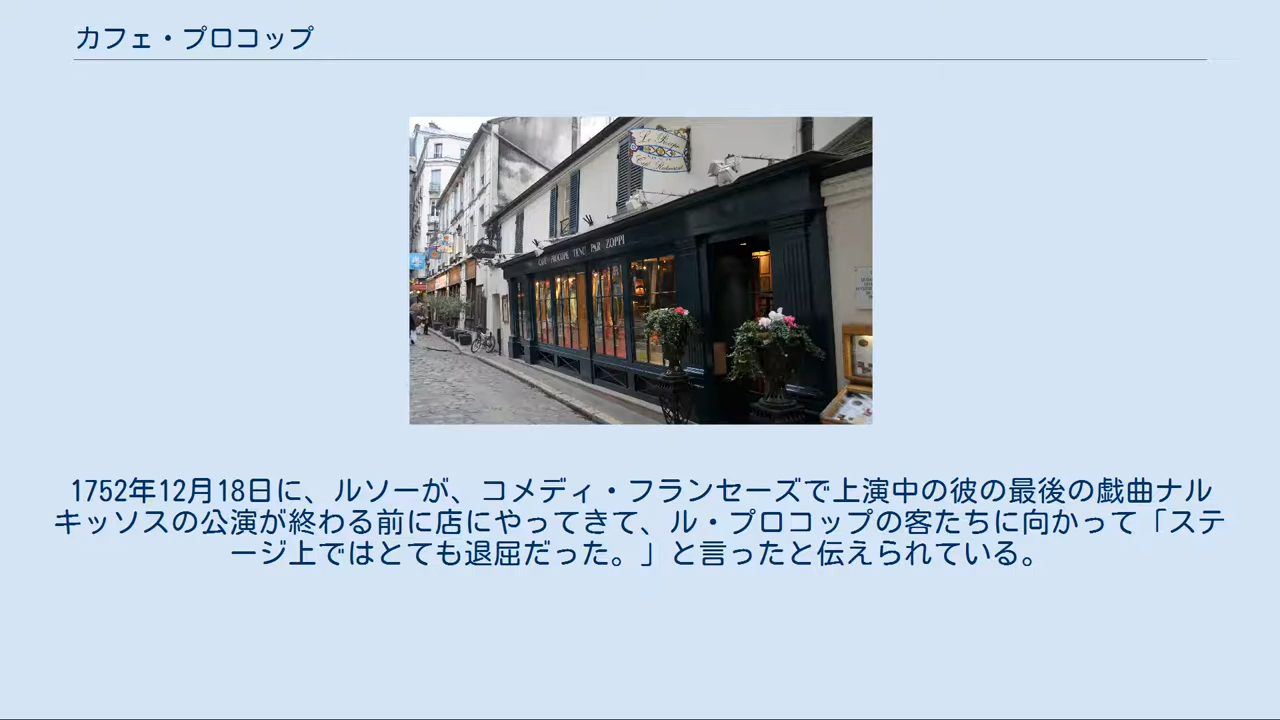 カフェ・プロコップ
CAFÉ PROCOPE TENU PAR ZOPPI
1752年12月18日に、ルソーが、コメディ・フランセーズで上演中の彼の最後の戯曲ナル
キッソスの公演が終わる前に店にやってきて、ル・プロコップの客たちに向かって「ステ
ージ上ではとても退屈だった。」と言ったと伝えられている。